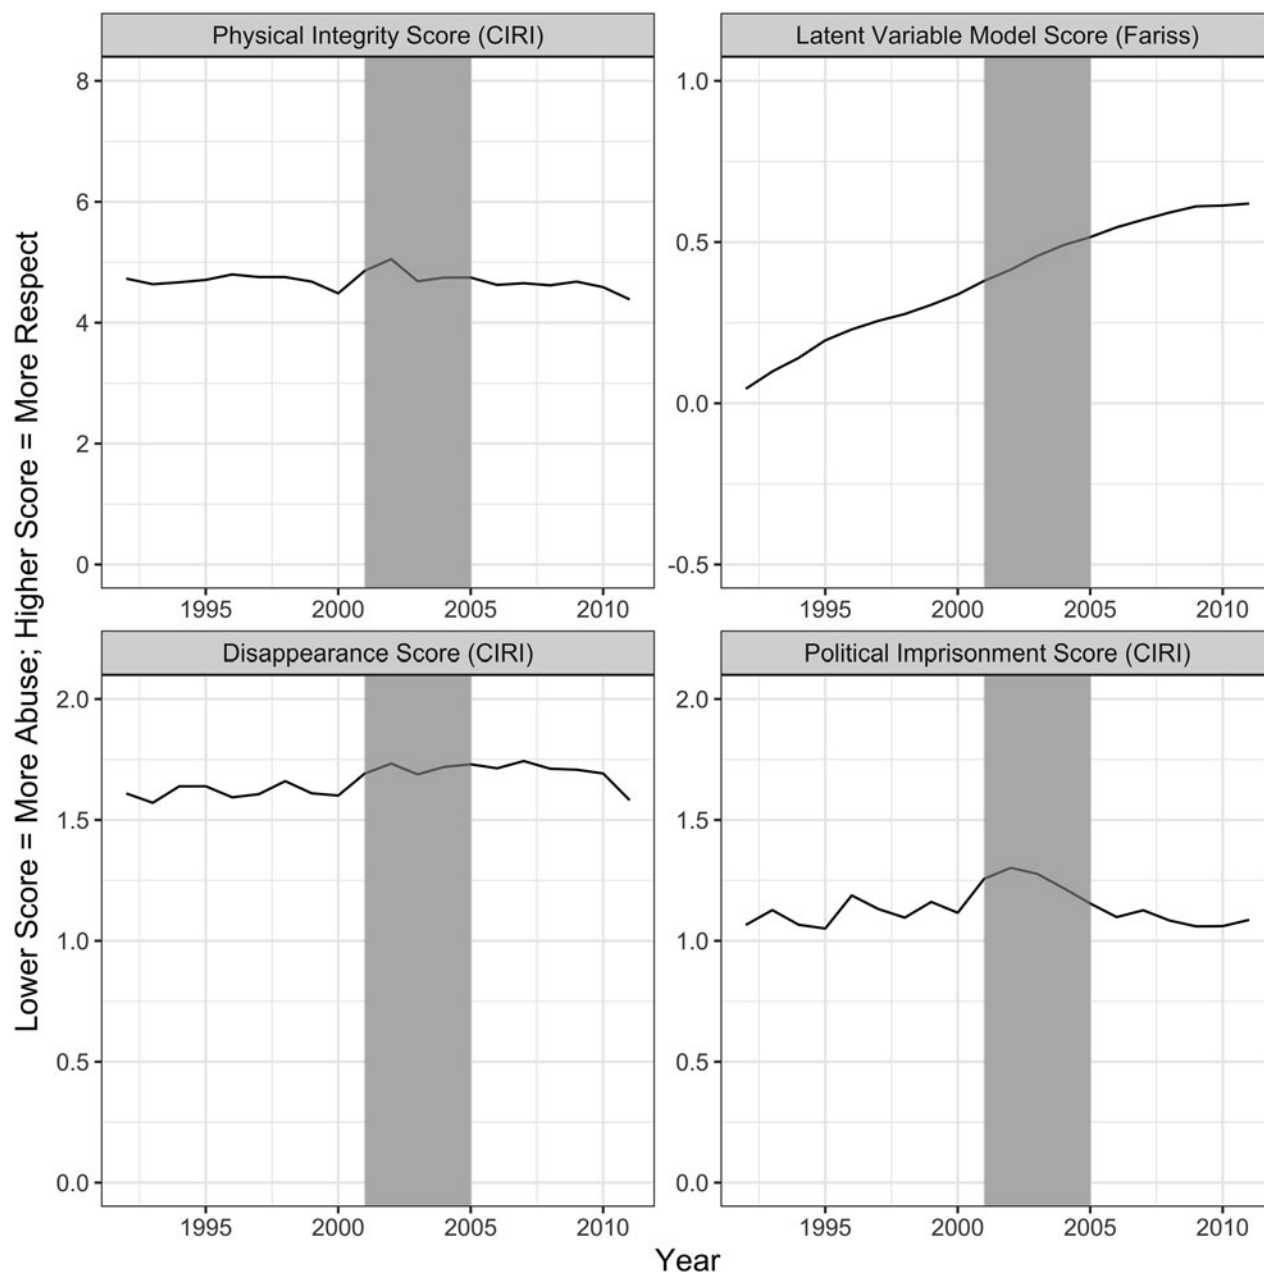 Lower Score = More Abuse; Higher Score = More Respect
Physical Integrity Score (CIRI)
8
6
4
2
0
1995 2000 2005 2010
Latent Variable Model Score (Fariss)
1.0
0.5
0.0
-0.5
1995 2000 2005 2010
Disappearance Score (CIRI)
2.0
1.5
1.0
0.5
0.0
1995 2000 2005 2010
Political Imprisonment Score (CIRI)
2.0
1.5
1.0
0.5
0.0
1995 2000 2005 2010
Year